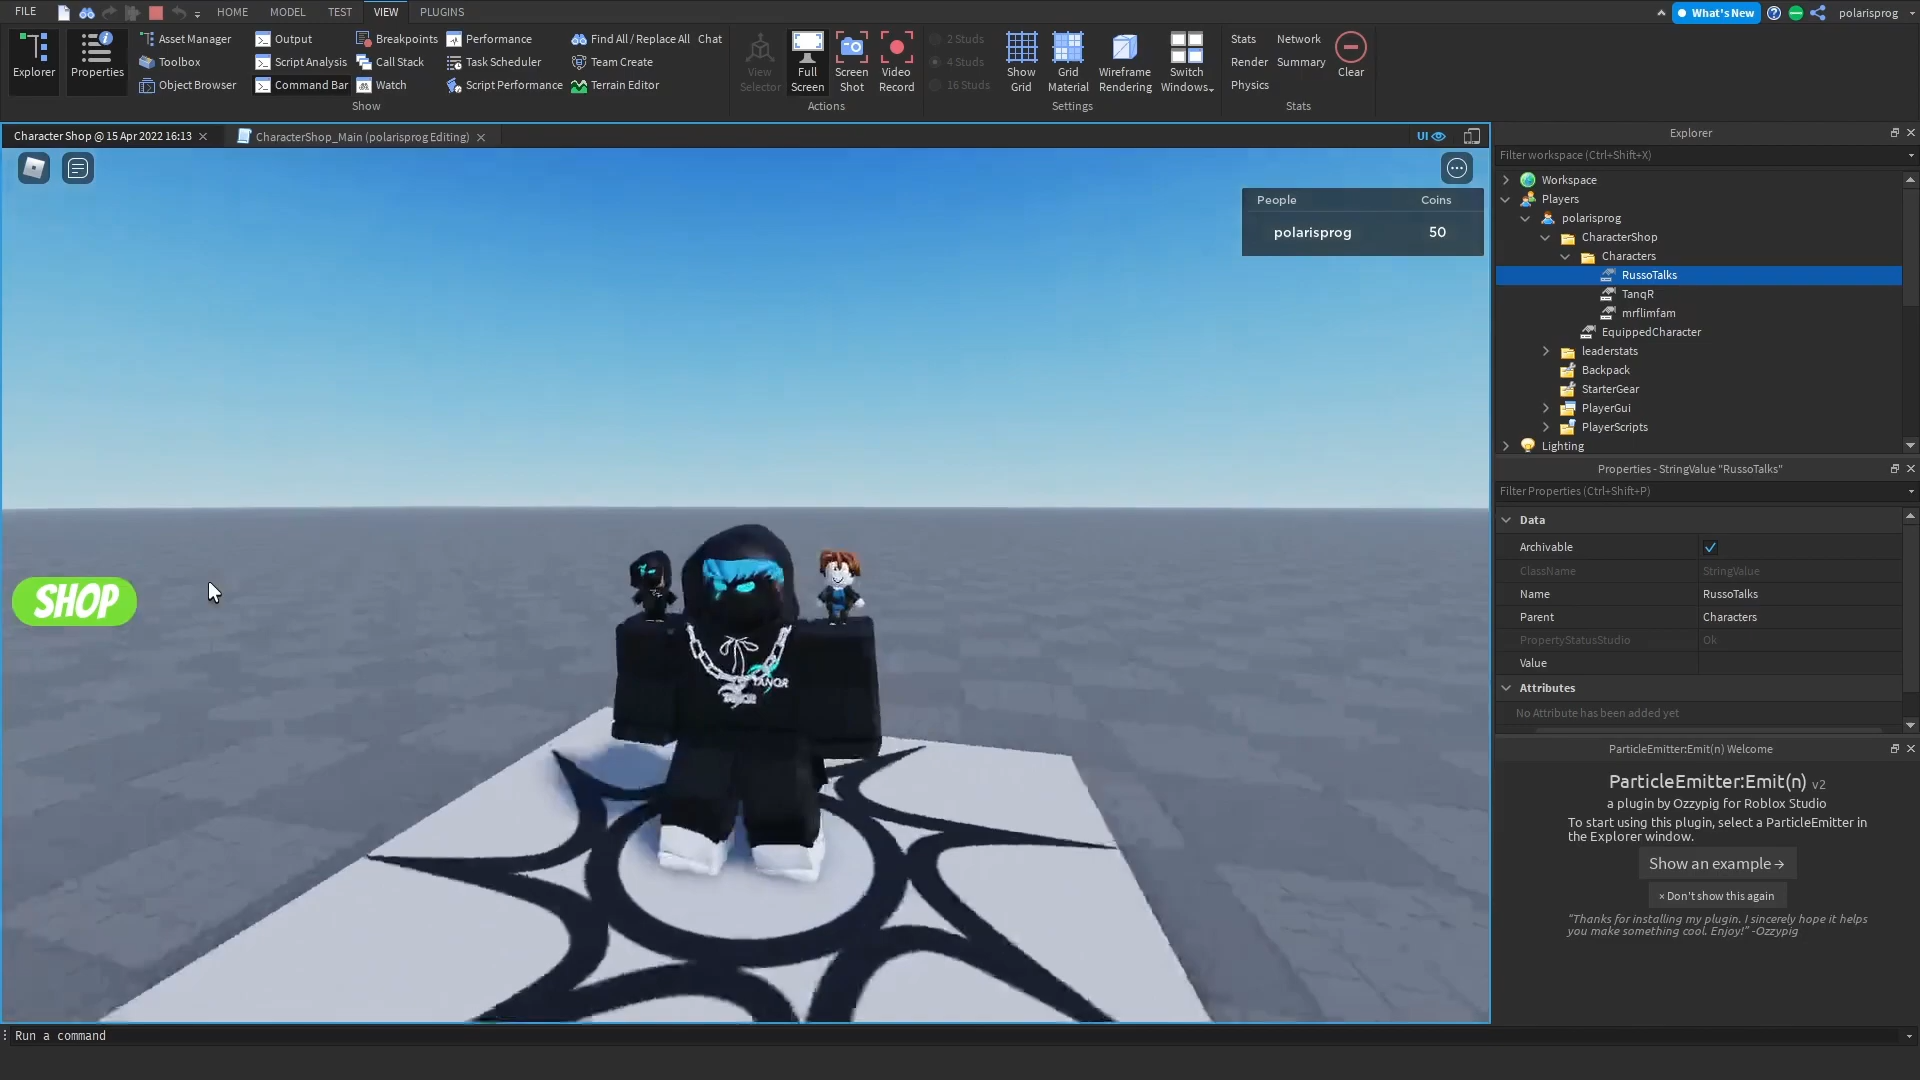 FILE
HOME
MODEL
TEST
VIEW
PLUGINS
What's New
polarisprog
Explorer
Properties
Asset Manager
Toolbox
Object Browser
Output
Script Analysis
Command Bar
Breakpoints
Call Stack
Watch
Performance
Task Scheduler
Script Performance
Find All / Replace All
Team Create
Terrain Editor
Chat
Show
View
Selector
Full
Screen
Screen
Shot
Video
Record
Actions
2 Studs
4 Studs
16 Studs
Show
Grid
Grid
Material
Wireframe
Rendering
Switch
Windows
Settings
Stats
Render
Physics
Network
Summary
Clear
Stats
Character Shop @ 15 Apr 2022 16:13
CharacterShop_Main (polarisprog Editing)
UI
People Coins
polarisprog 50
SHOP
TANQR
TANQR
Explorer
Filter workspace (Ctrl+Shift+X)
Workspace
Players
polarisprog
CharacterShop
Characters
RussoTalks
TanqR
mrflimfam
EquippedCharacter
leaderstats
Backpack
StarterGear
PlayerGui
PlayerScripts
Lighting
Properties - StringValue "RussoTalks"
Filter Properties (Ctrl+Shift+P)
Data
Archivable
ClassName StringValue
Name RussoTalks
Parent Characters
PropertyStatusStudio Ok
Value
Attributes
No Attribute has been added yet
ParticleEmitter:Emit(n) Welcome
ParticleEmitter:Emit(n) v2
a plugin by Ozzypig for Roblox Studio
To start using this plugin, select a ParticleEmitter in
the Explorer window.
Show an example →
× Don't show this again
"Thanks for installing my plugin. I sincerely hope it helps
you make something cool. Enjoy!" -Ozzypig
Run a command